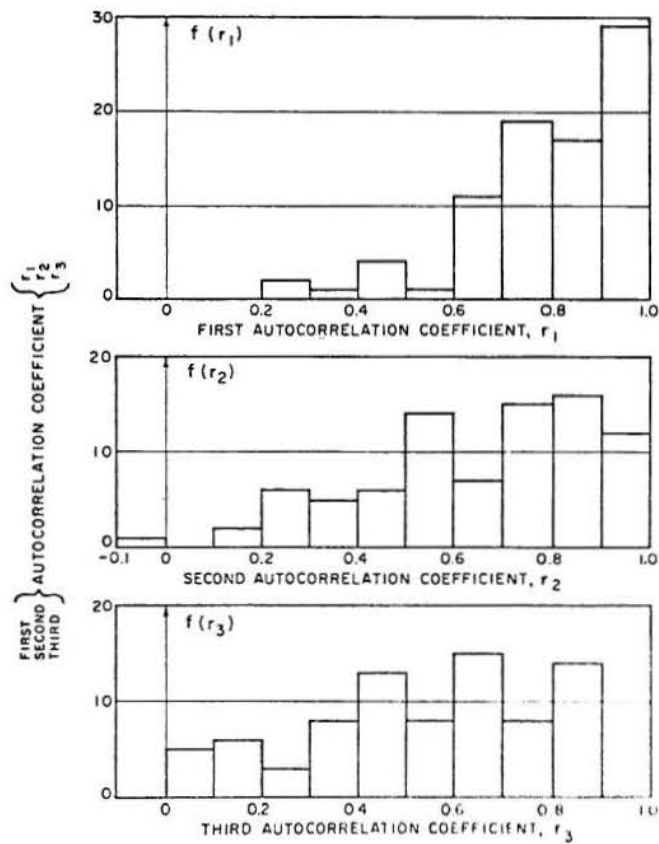 FIRST SECOND THIRD } AUTOCORRELATION COEFFICIENT { r1 r2 r3
f(r1)
30
20
10
0
0 0.2 0.4 0.6 0.8 1.0
FIRST AUTOCORRELATION COEFFICIENT, r1
f(r2)
20
10
0
-0.1 0 0.2 0.4 0.6 0.8 1.0
SECOND AUTOCORRELATION COEFFICIENT, r2
f(r3)
20
10
0
0 0.2 0.4 0.6 0.8 1.0
THIRD AUTOCORRELATION COEFFICIENT, r3